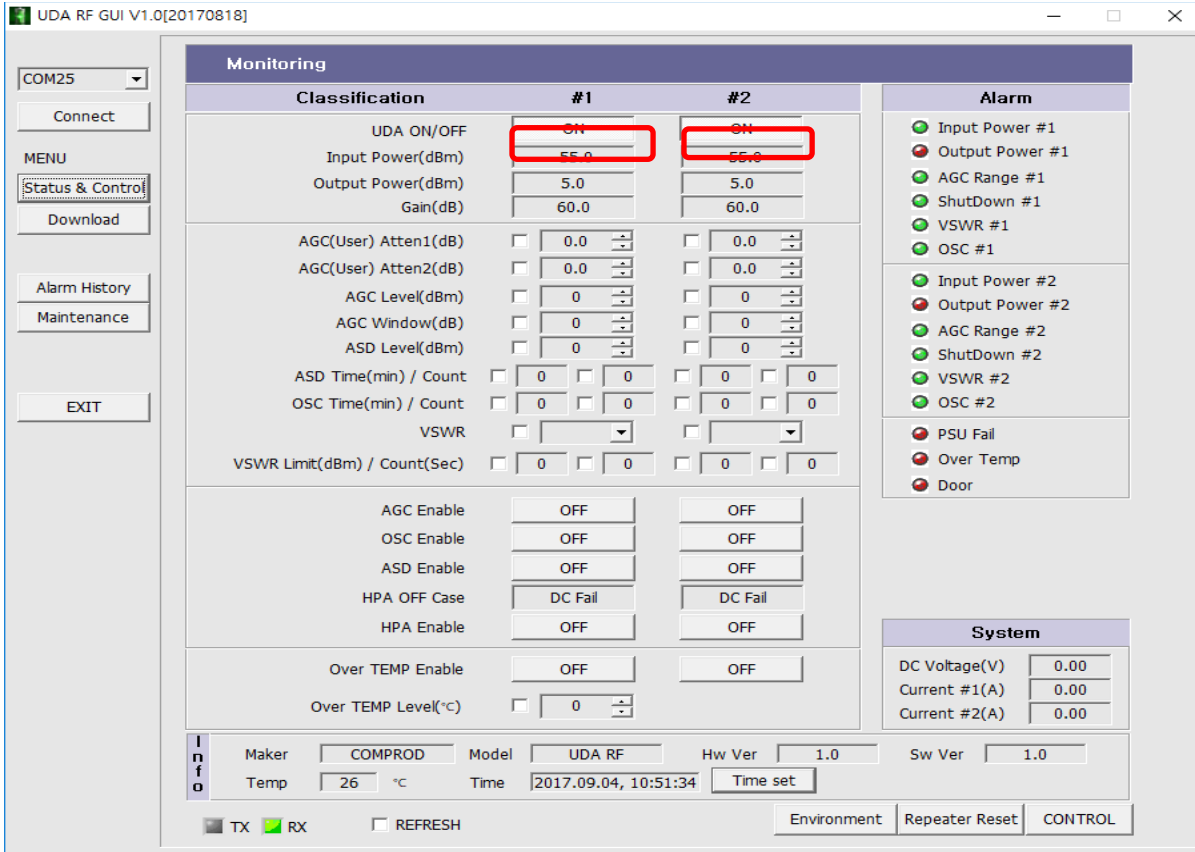 UDA RF GUI V1.0[20170818]
COM25
Connect
MENU
Status & Control
Download
Alarm History
Maintenance
EXIT
Monitoring
Classification #1 #2
UDA ON/OFF ON ON
Input Power(dBm) 55.0 55.0
Output Power(dBm) 5.0 5.0
Gain(dB) 60.0 60.0
AGC(User) Atten1(dB) 0.0 0.0
AGC(User) Atten2(dB) 0.0 0.0
AGC Level(dBm) 0 0
AGC Window(dB) 0 0
ASD Level(dBm) 0 0
ASD Time(min) / Count 0 0 0 0
OSC Time(min) / Count 0 0 0 0
VSWR
VSWR Limit(dBm) / Count(Sec) 0 0 0 0
AGC Enable OFF OFF
OSC Enable OFF OFF
ASD Enable OFF OFF
HPA OFF Case DC Fail DC Fail
HPA Enable OFF OFF
Over TEMP Enable OFF OFF
Over TEMP Level(℃) 0
Alarm
Input Power #1
Output Power #1
AGC Range #1
ShutDown #1
VSWR #1
OSC #1
Input Power #2
Output Power #2
AGC Range #2
ShutDown #2
VSWR #2
OSC #2
PSU Fail
Over Temp
Door
System
DC Voltage(V) 0.00
Current #1(A) 0.00
Current #2(A) 0.00
Info
Maker COMPROD Model UDA RF Hw Ver 1.0 Sw Ver 1.0
Temp 26 ℃ Time 2017.09.04, 10:51:34 Time set
TX RX REFRESH Environment Repeater Reset CONTROL